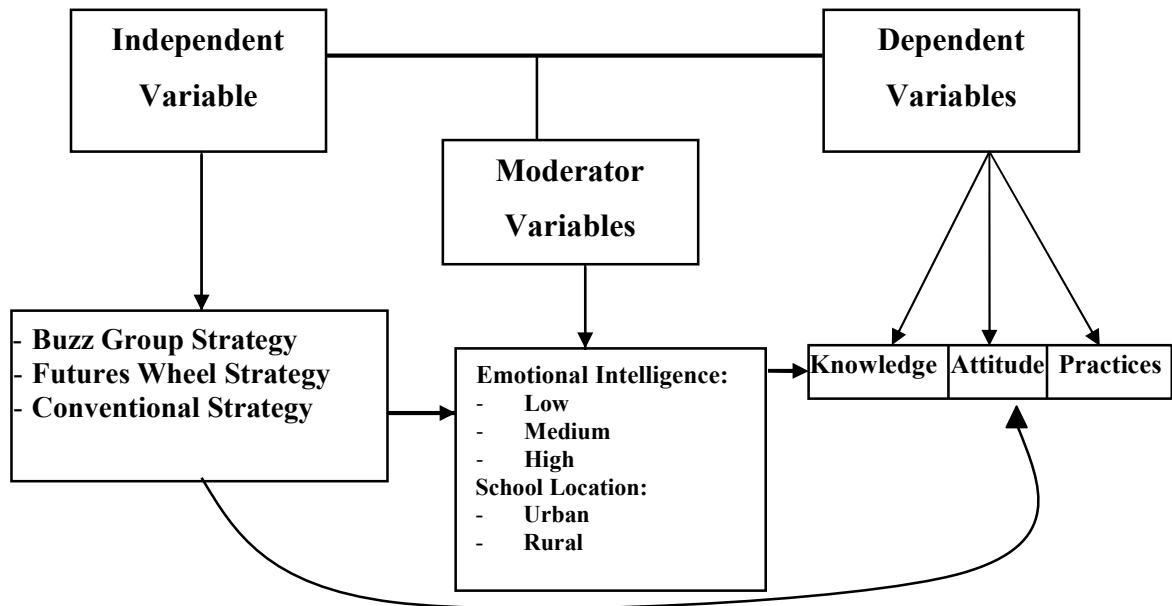 Independent
Variable
Dependent
Variables
Moderator
Variables
- Buzz Group Strategy
- Futures Wheel Strategy
- Conventional Strategy
Emotional Intelligence:
- Low
- Medium
- High
School Location:
- Urban
- Rural
Knowledge
Attitude
Practices